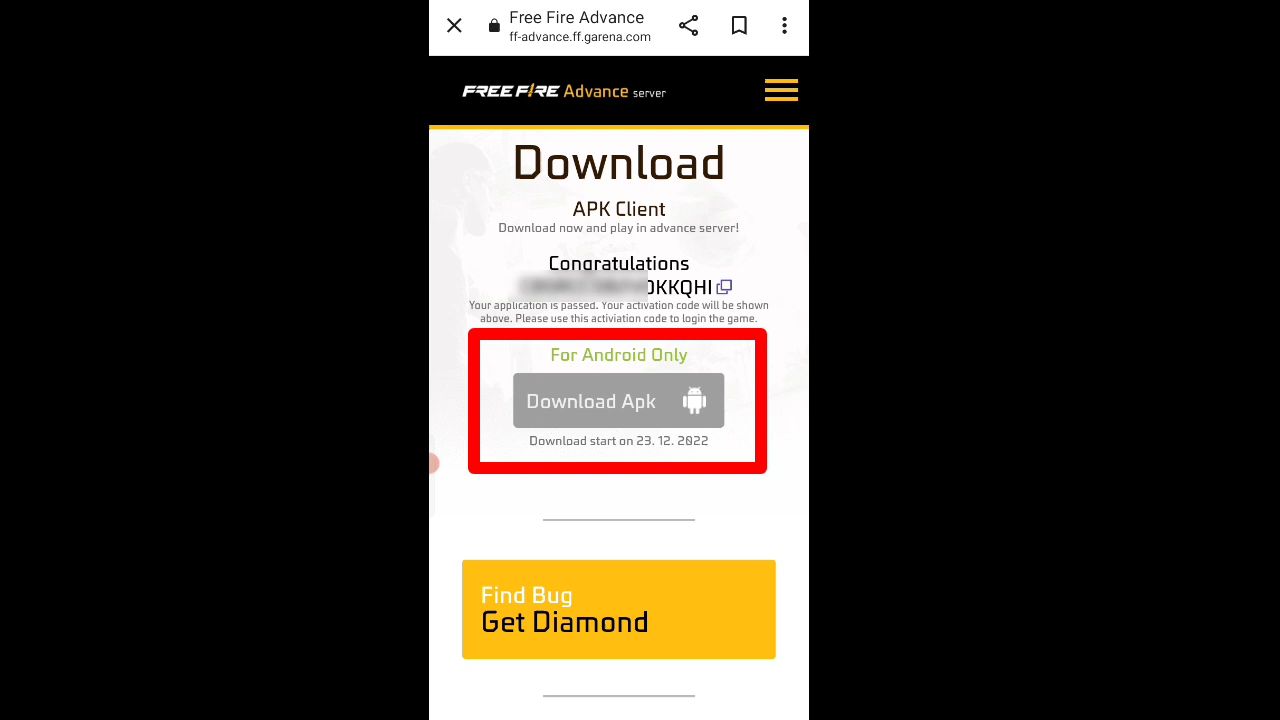 Free Fire Advance
ff-advance.ff.garena.com
FREE FIRE Advance server
Download
APK Client
Download now and play in advance server!
Congratulations
KKQHI
Your application is passed. Your activation code will be shown
above. Please use this activiation code to login the game.
For Android Only
Download Apk
Download start on 23. 12. 2022
Find Bug
Get Diamond